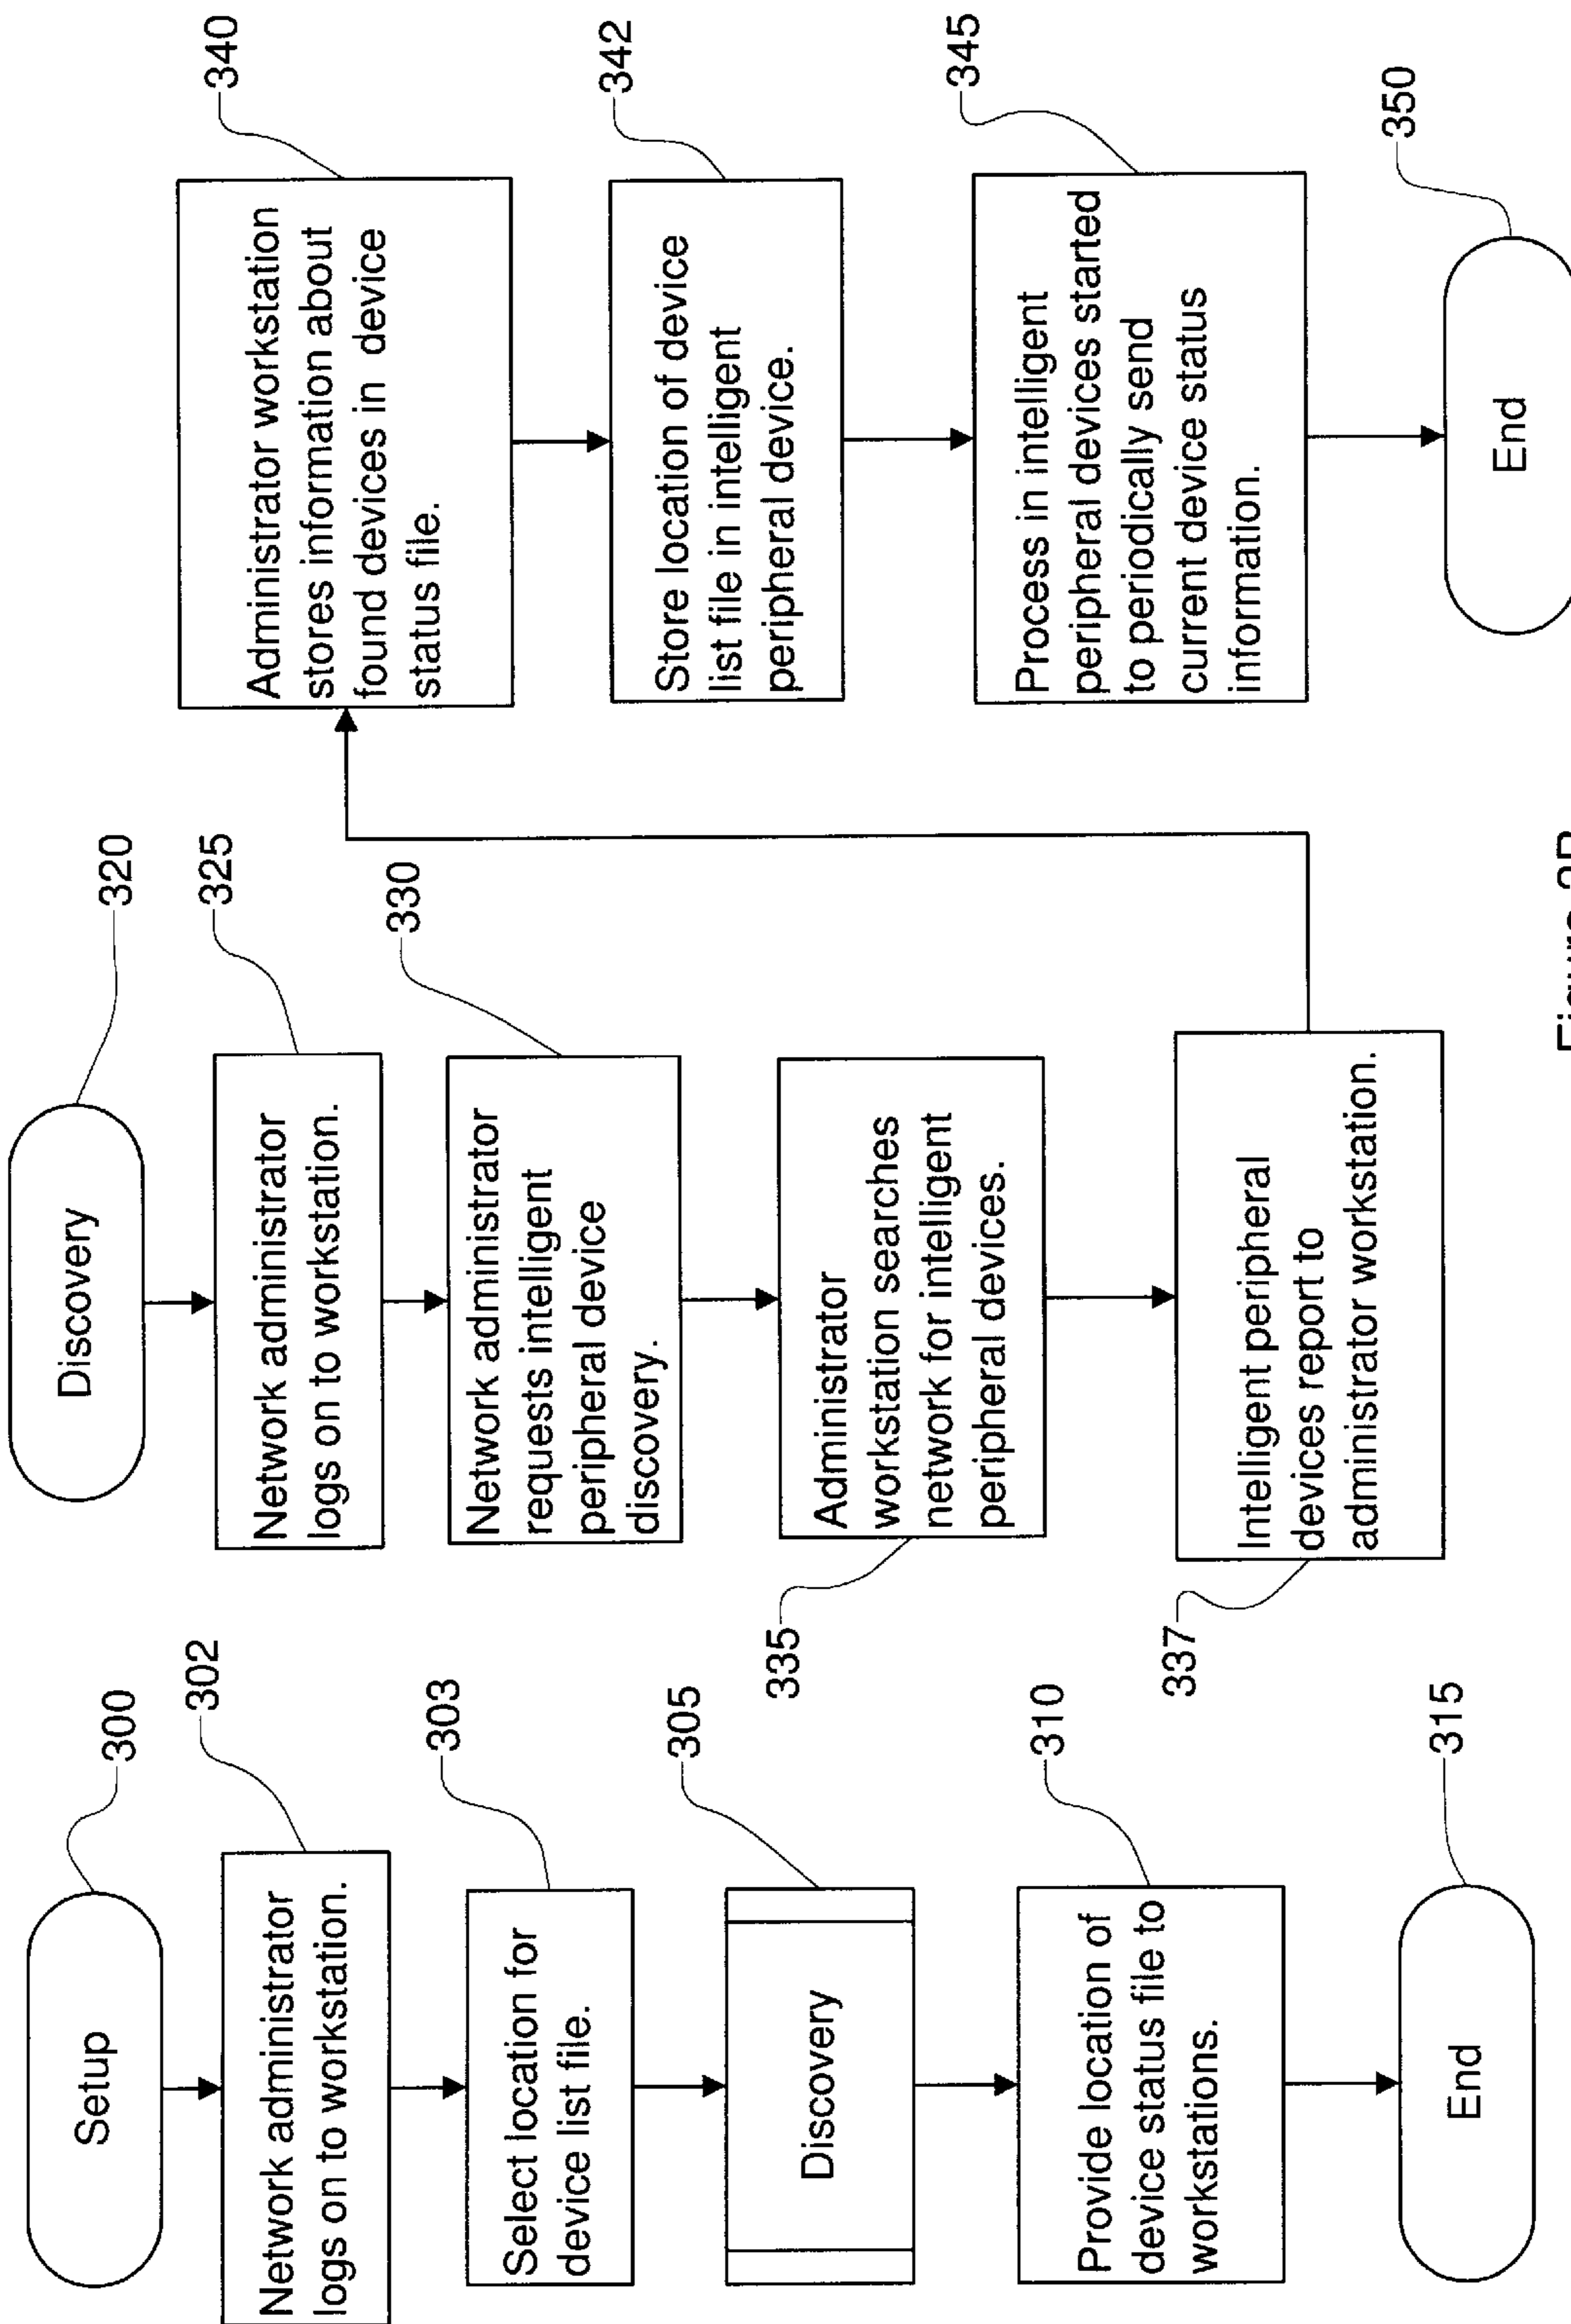 Setup
300
Network administrator
logs on to workstation.
302
Select location for
device list file.
303
Discovery
305
Provide location of
device status file to
workstations.
310
End
315
Discovery
320
Network administrator
logs on to workstation.
325
Network administrator
requests intelligent
peripheral device
discovery.
330
Administrator
workstation searches
network for intelligent
peripheral devices.
335
Intelligent peripheral
devices report to
administrator workstation.
337
Administrator workstation
stores information about
found devices in device
status file.
340
Store location of device
list file in intelligent
peripheral device.
342
Process in intelligent
peripheral devices started
to periodically send
current device status
information.
345
End
350
Figure